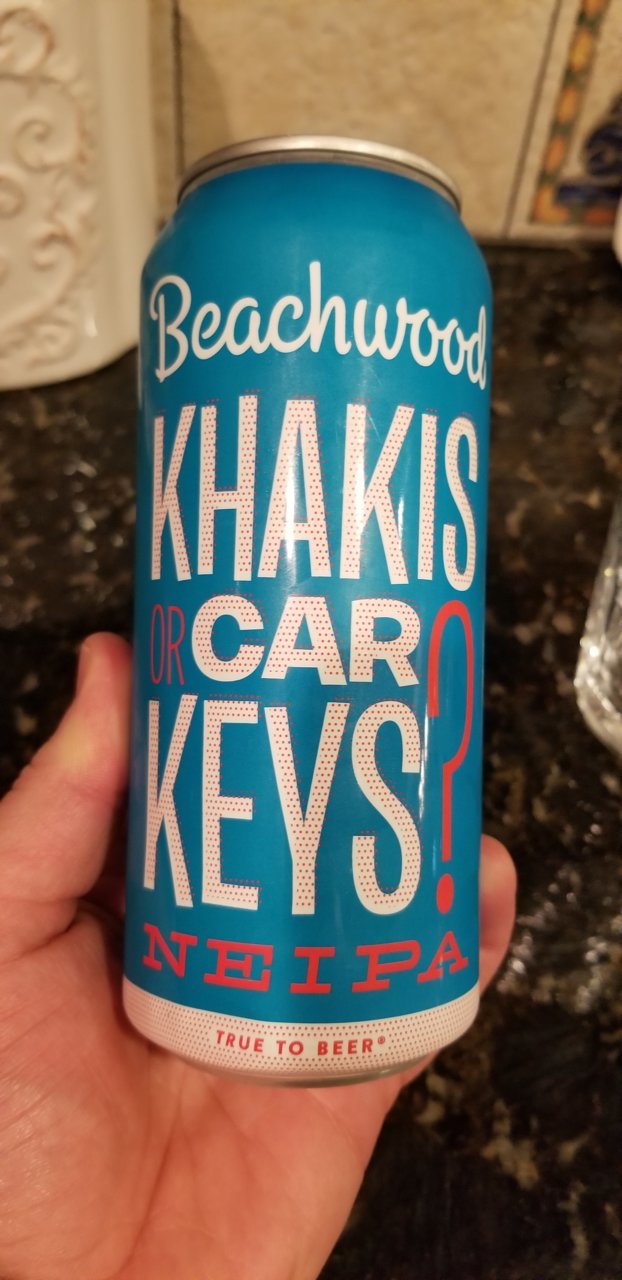 Beachwood
KHAKIS
OR CAR
KEYS?
NEIPA
TRUE TO BEER®